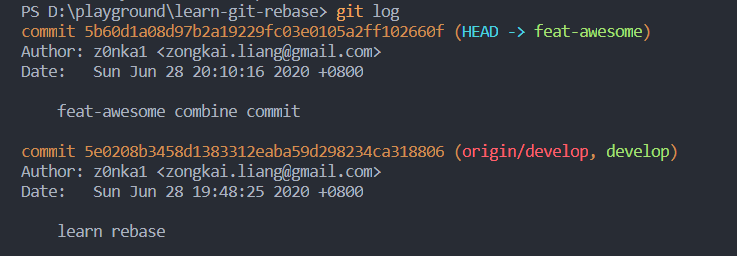 PS D:\playground\learn-git-rebase> git log
commit 5b60d1a08d97b2a19229fc03e0105a2ff102660f (HEAD -> feat-awesome)
Author: z0nka1 <zongkai.liang@gmail.com>
Date:   Sun Jun 28 20:10:16 2020 +0800
feat-awesome combine commit
commit 5e0208b3458d1383312eaba59d298234ca318806 (origin/develop, develop)
Author: z0nka1 <zongkai.liang@gmail.com>
Date:   Sun Jun 28 19:48:25 2020 +0800
learn rebase